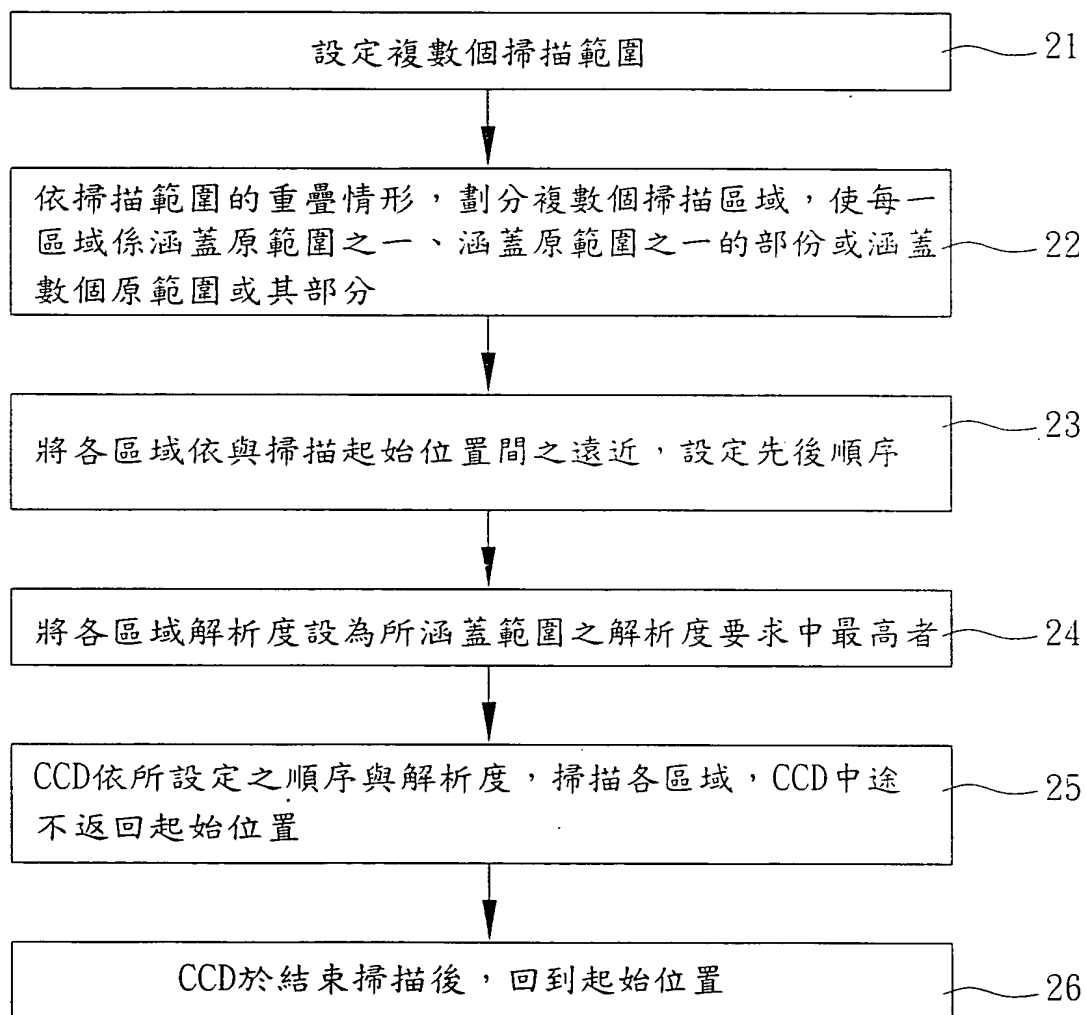 設定複數個掃描範圍
21
依掃描範圍的重疊情形，劃分複數個掃描區域，使每一
區域係涵蓋原範圍之一、涵蓋原範圍之一的部份或涵蓋
數個原範圍或其部分
22
將各區域依與掃描起始位置間之遠近，設定先後順序
23
將各區域解析度設為所涵蓋範圍之解析度要求中最高者
24
CCD依所設定之順序與解析度，掃描各區域，CCD中途
不返回起始位置
25
CCD於結束掃描後，回到起始位置
26